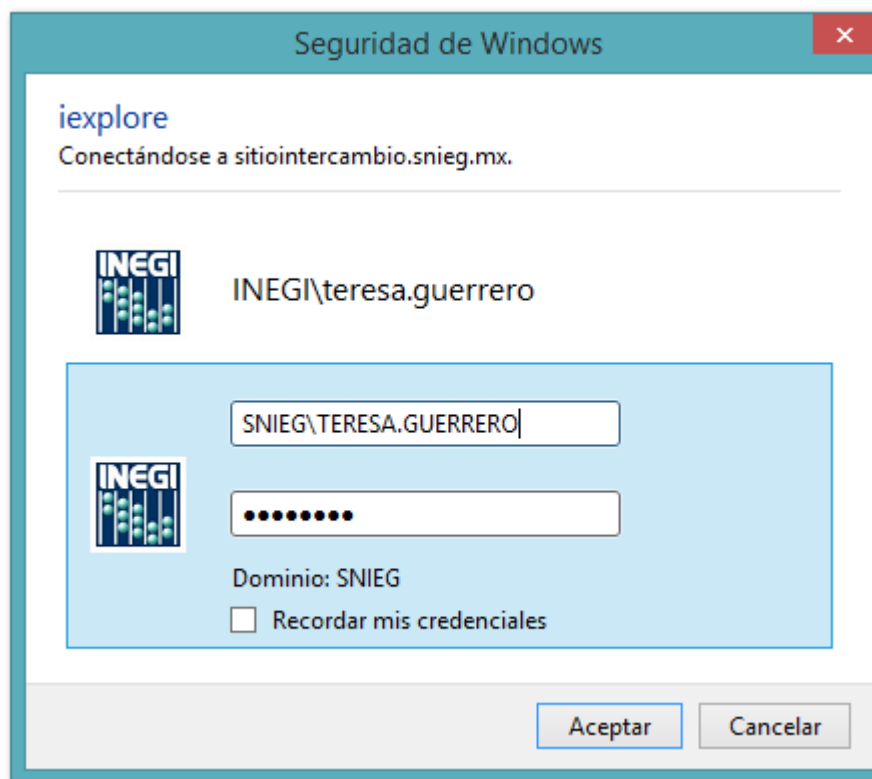 Seguridad de Windows
iexplore
Conectándose a sitiointercambio.snieg.mx.
INEGI
INEGI\teresa.guerrero
SNIEG\TERESA.GUERRERO
INEGI
••••••••
Dominio: SNIEG
Recordar mis credenciales
Aceptar Cancelar